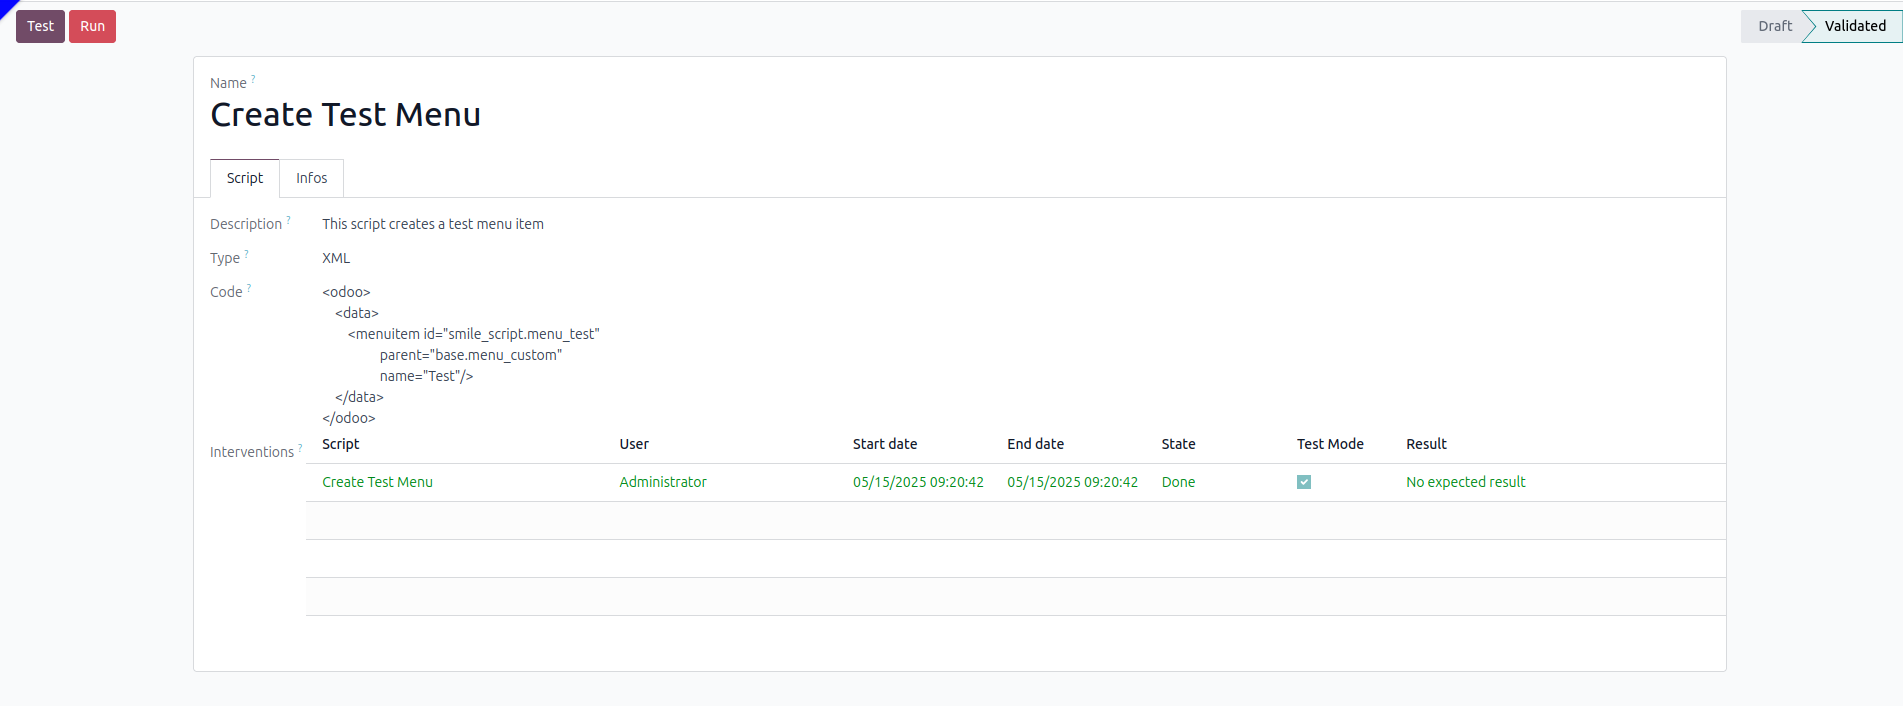 Test Run Draft Validated
Name ?
Create Test Menu
Script Infos
Description ? This script creates a test menu item
Type ? XML
Code ? <odoo>
<data>
<menuitem id="smile_script.menu_test"
parent="base.menu_custom"
name="Test"/>
</data>
</odoo>
Interventions ? Script User Start date End date State Test Mode Result
Create Test Menu Administrator 05/15/2025 09:20:42 05/15/2025 09:20:42 Done No expected result